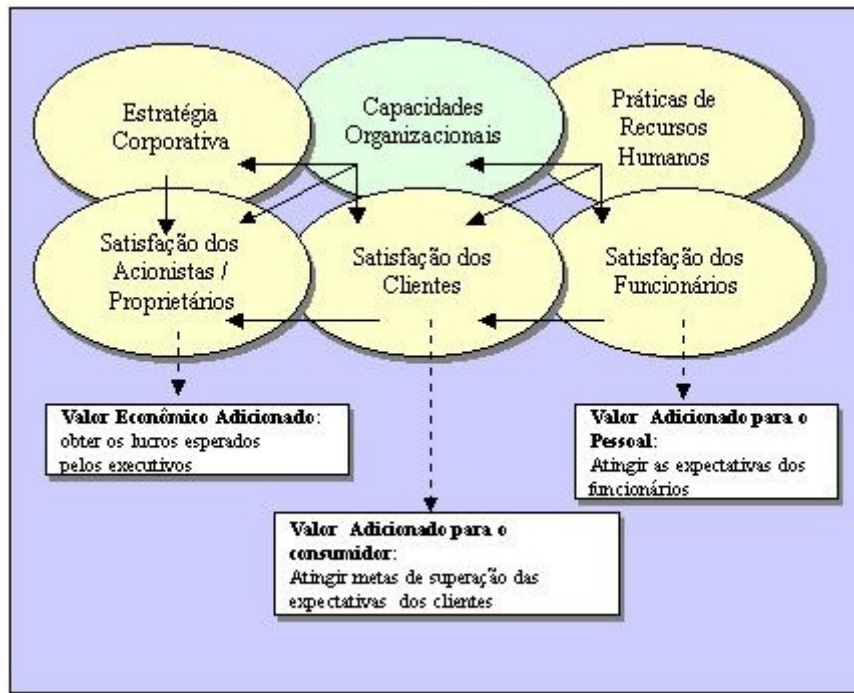 Estratégia
Corporativa
Capacidades
Organizacionais
Práticas de
Recursos
Humanos
Satisfação dos
Acionistas /
Proprietários
Satisfação dos
Clientes
Satisfação dos
Funcionários
Valor Econômico Adicionado:
obter os lucros esperados
pelos executivos
Valor Adicionado para o
Pessoal:
Atingir as expectativas dos
funcionários
Valor Adicionado para o
consumidor:
Atingir metas de superação das
expectativas dos clientes